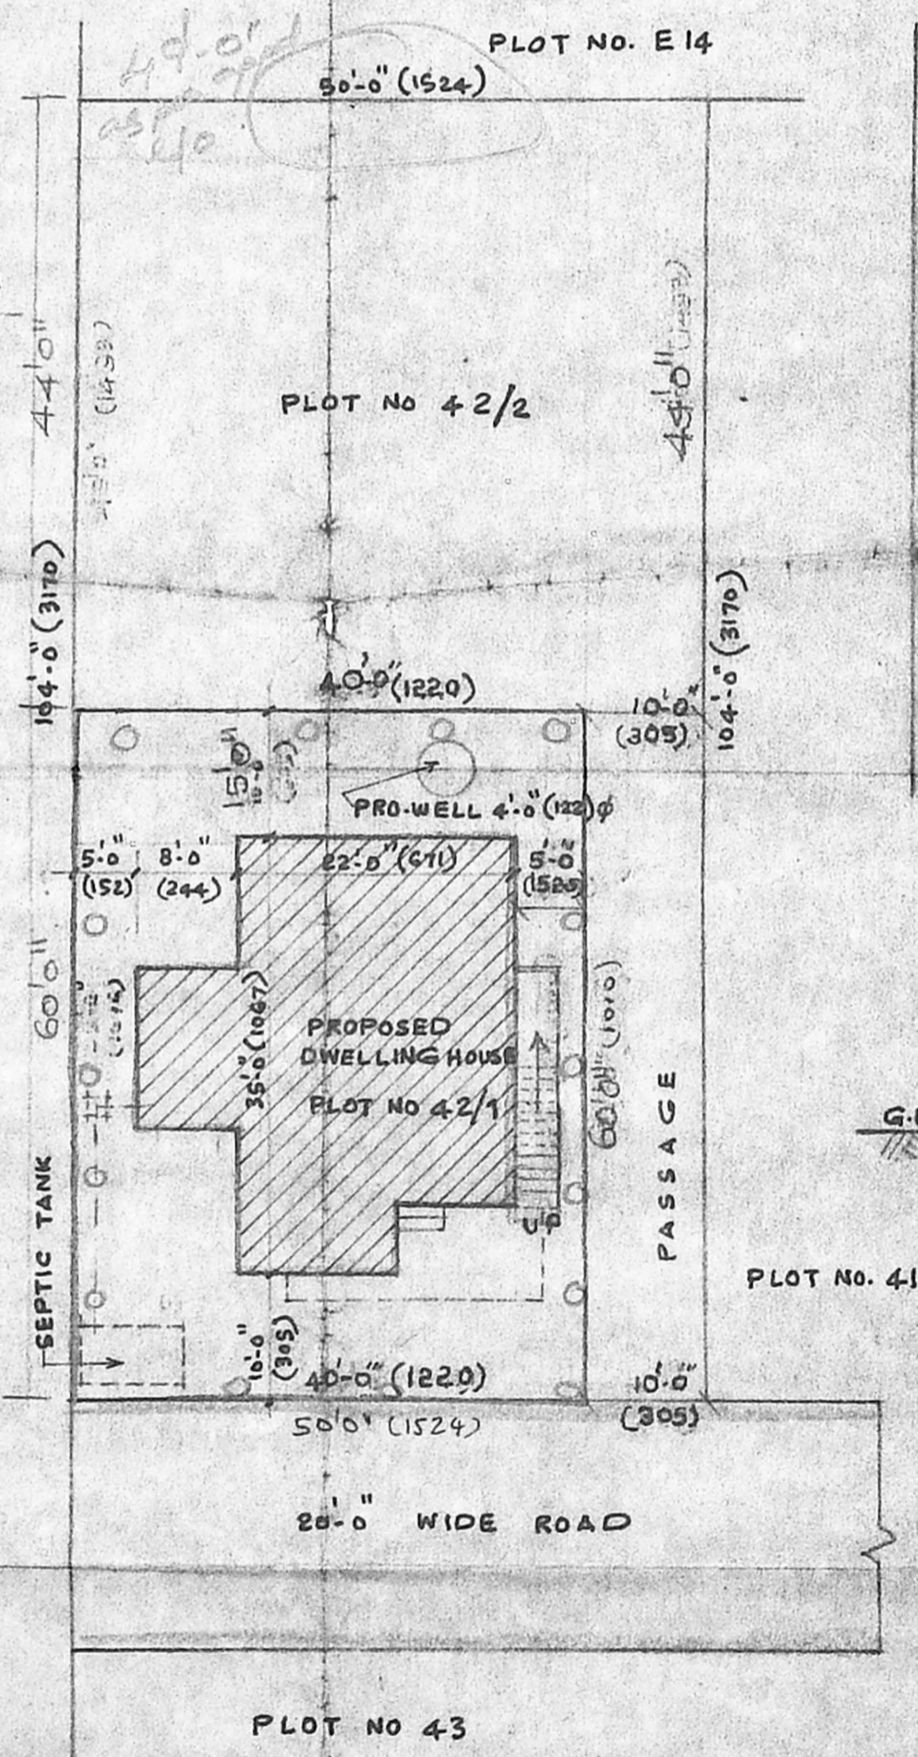 PLOT NO. E 14
50'-0" (1524)
44'0"
(1433)
44'0"
PLOT NO 42/2
104'-0" (3170)
104'-0" (3170)
40'-0" (1220)
10'-0"
(305)
15'0"
PRO-WELL 4'-0" (122) φ
5'-0"
(152)
8'-0"
(244)
22'-0" (671)
5'-0"
(1525)
60'0"
35'-0" (1067)
PROPOSED
DWELLING HOUSE
PLOT NO 42/1
UP
PASSAGE
G.
SEPTIC TANK
PLOT NO. 41
10'-0"
(305)
40'-0" (1220)
10'-0"
(305)
50'0" (1524)
20'-0" WIDE ROAD
PLOT NO 43